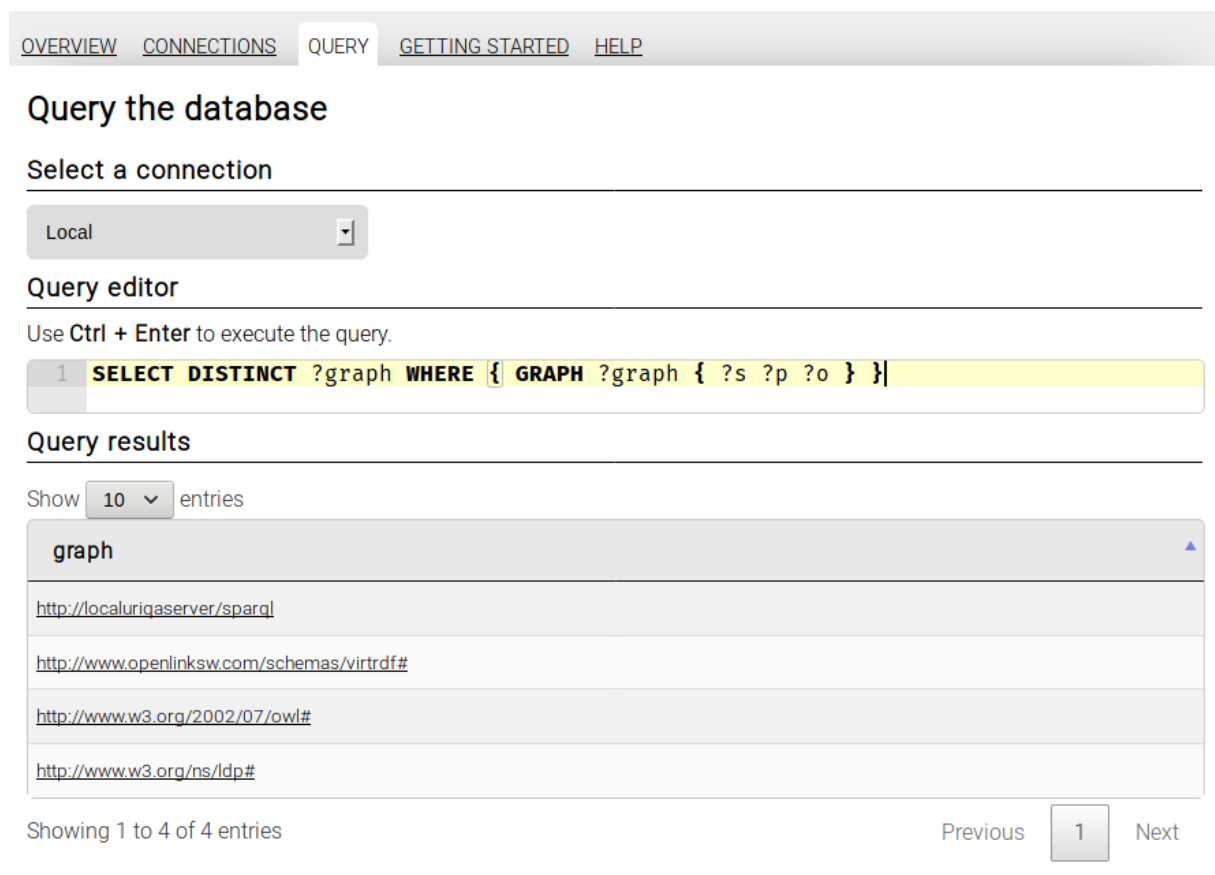 OVERVIEW CONNECTIONS QUERY GETTING STARTED HELP
Query the database
Select a connection
Local
Query editor
Use Ctrl + Enter to execute the query.
1 SELECT DISTINCT ?graph WHERE { GRAPH ?graph { ?s ?p ?o } }
Query results
Show 10 entries
graph
http://localuriqaserver/sparql
http://www.openlinksw.com/schemas/virtrdf#
http://www.w3.org/2002/07/owl#
http://www.w3.org/ns/ldp#
Showing 1 to 4 of 4 entries Previous 1 Next